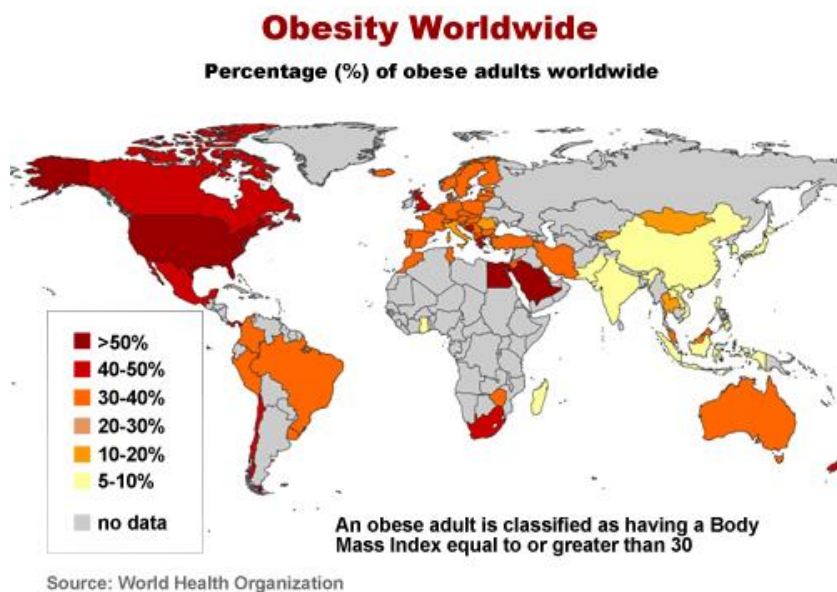 Obesity Worldwide
Percentage (%) of obese adults worldwide
>50%
40-50%
30-40%
20-30%
10-20%
5-10%
no data
An obese adult is classified as having a Body
Mass Index equal to or greater than 30
Source: World Health Organization